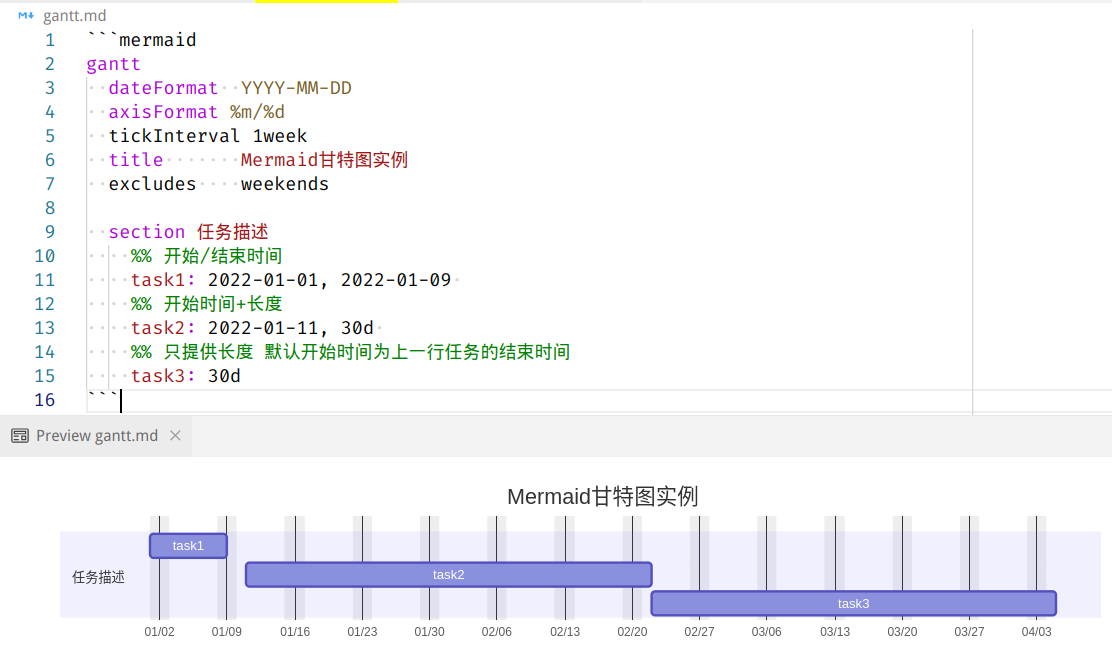 gantt.md
1 ```mermaid
2 gantt
3 dateFormat  YYYY-MM-DD
4 axisFormat %m/%d
5 tickInterval 1week
6 title       Mermaid甘特图实例
7 excludes    weekends
8
9 section 任务描述
10 %% 开始/结束时间
11 task1: 2022-01-01, 2022-01-09
12 %% 开始时间+长度
13 task2: 2022-01-11, 30d
14 %% 只提供长度 默认开始时间为上一行任务的结束时间
15 task3: 30d
16 ```
Preview gantt.md
Mermaid甘特图实例
task1
task2
任务描述
task3
01/02 01/09 01/16 01/23 01/30 02/06 02/13 02/20 02/27 03/06 03/13 03/20 03/27 04/03